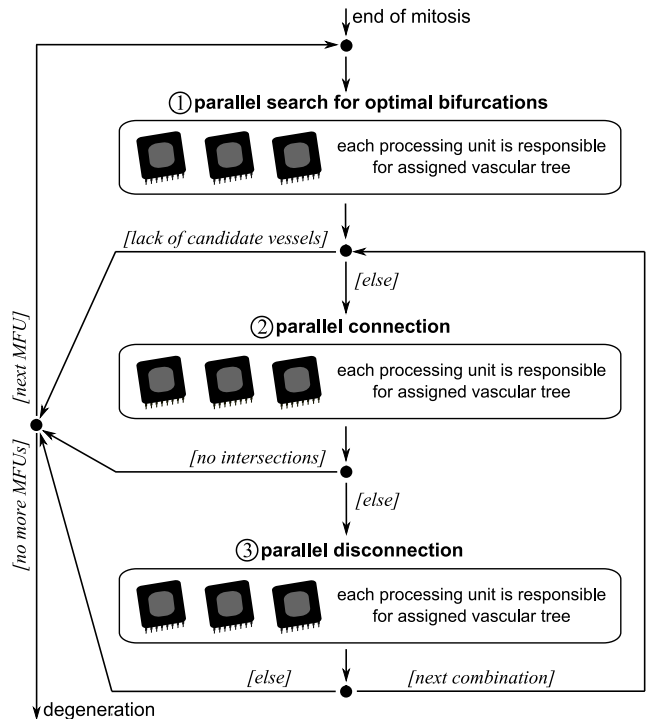 end of mitosis
① parallel search for optimal bifurcations
each processing unit is responsible
for assigned vascular tree
[lack of candidate vessels]
[else]
② parallel connection
each processing unit is responsible
for assigned vascular tree
[next MFU]
[no intersections]
[no more MFUs]
[else]
③ parallel disconnection
each processing unit is responsible
for assigned vascular tree
[else]
[next combination]
degeneration